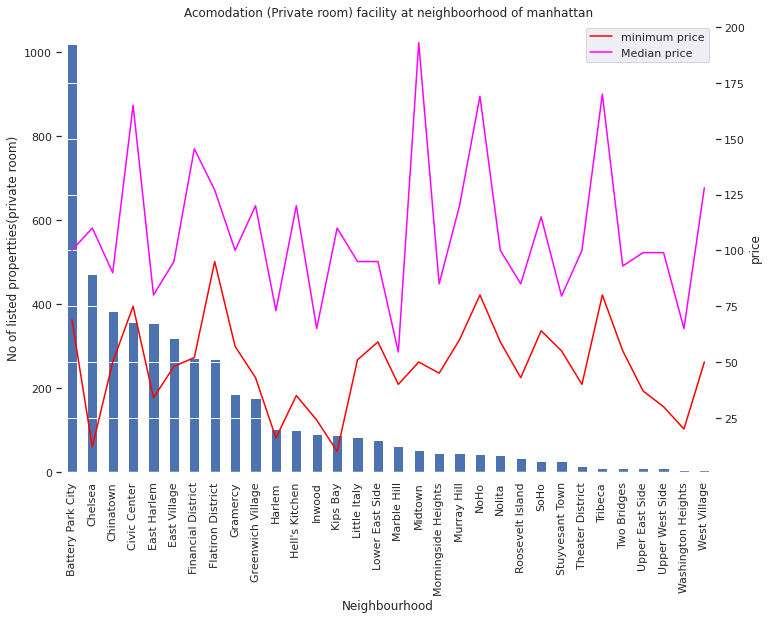 Acomodation (Private room) facility at neighboorhood of manhattan
minimum price
Median price
No of listed propertties(private room)
1000
800
600
400
200
0
200
175
150
125
100
75
50
25
price
Battery Park City
Chelsea
Chinatown
Civic Center
East Harlem
East Village
Financial District
Flatiron District
Gramercy
Greenwich Village
Harlem
Hell's Kitchen
Inwood
Kips Bay
Little Italy
Lower East Side
Marble Hill
Midtown
Morningside Heights
Murray Hill
NoHo
Nolita
Roosevelt Island
SoHo
Stuyvesant Town
Theater District
Tribeca
Two Bridges
Upper East Side
Upper West Side
Washington Heights
West Village
Neighbourhood